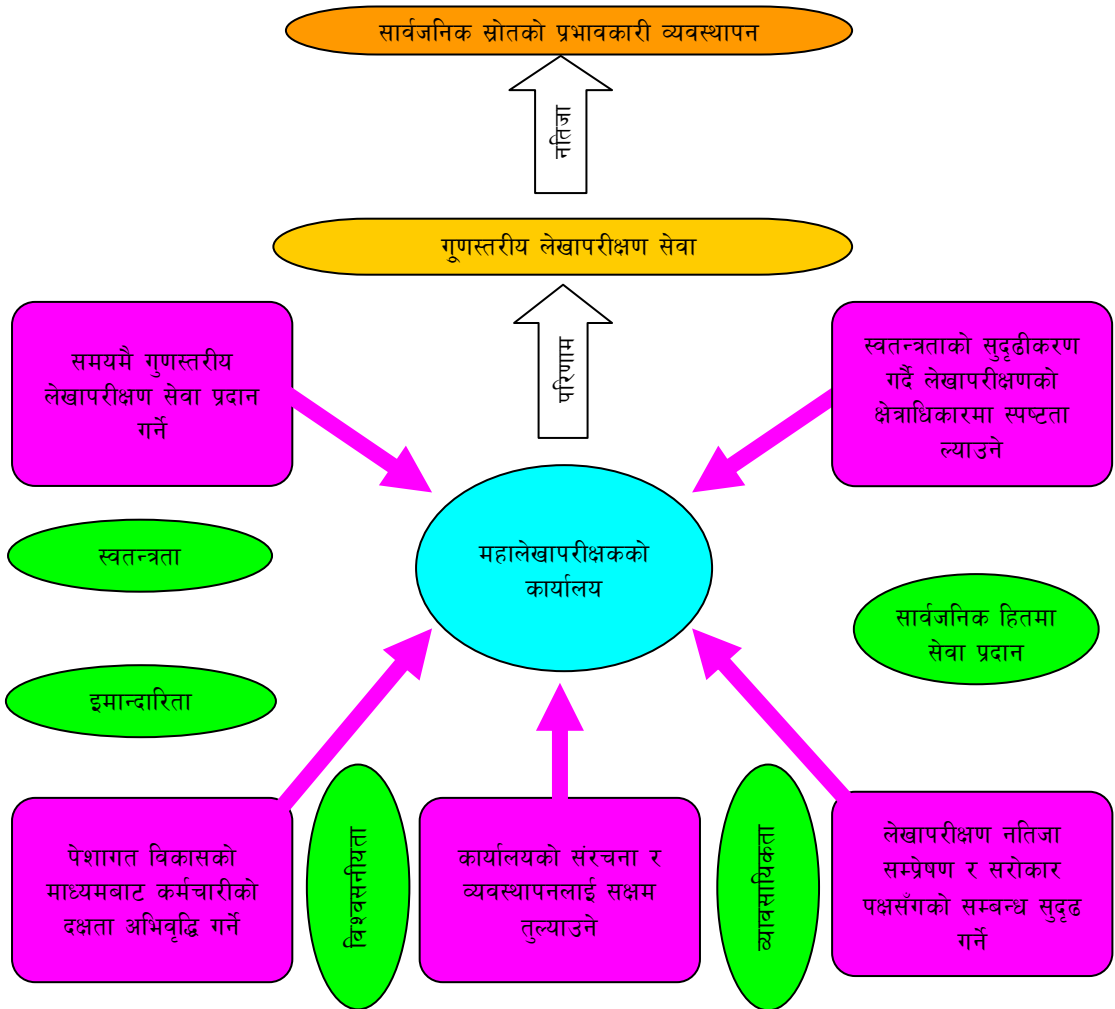 सार्वजनिक स्रोतको प्रभावकारी व्यवस्थापन
नतिजा
गुणस्तरीय लेखापरीक्षण सेवा
परिणाम
समयमै गुणस्तरीय
लेखापरीक्षण सेवा प्रदान
गर्ने
स्वतन्त्रताको सुदृढीकरण
गर्दै लेखापरीक्षणको
क्षेत्राधिकारमा स्पष्टता
ल्याउने
महालेखापरीक्षकको
कार्यालय
स्वतन्त्रता
सार्वजनिक हितमा
सेवा प्रदान
इमान्दारिता
पेशागत विकासको
माध्यमबाट कर्मचारीको
दक्षता अभिवृद्धि गर्ने
विश्वसनीयता
कार्यालयको संरचना र
व्यवस्थापनलाई सक्षम
तुल्याउने
व्यावसायिकता
लेखापरीक्षण नतिजा
सम्प्रेषण र सरोकार
पक्षसँगको सम्बन्ध सुदृढ
गर्ने